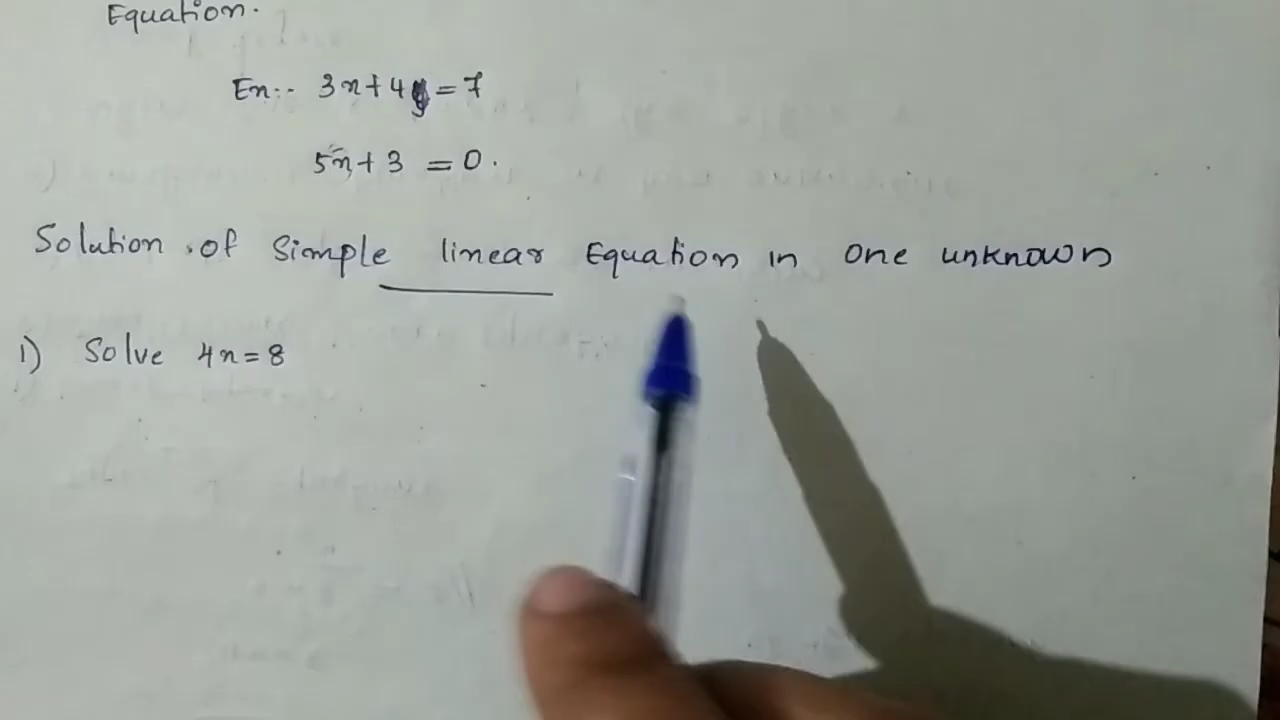 Equation.
Ex:- 3x+4y=7
5x+3 =0.
Solution of Simple linear Equation in one unknown
1) Solve 4x=8